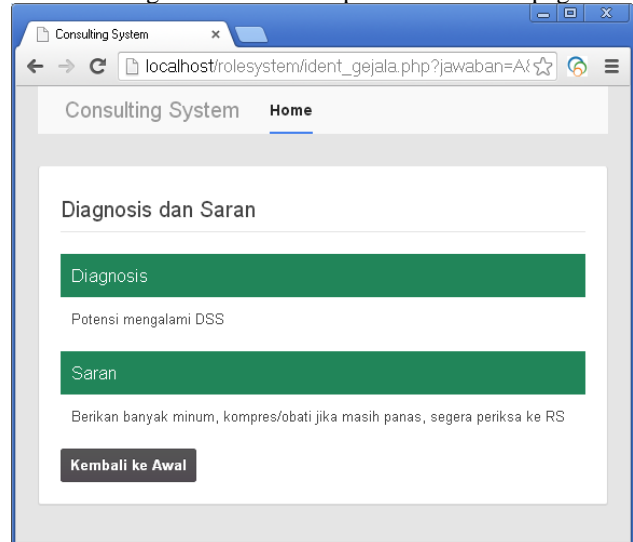 Consulting System
localhost/rolesystem/ident_gejala.php?jawaban=A
Consulting System Home
Diagnosis dan Saran
Diagnosis
Potensi mengalami DSS
Saran
Berikan banyak minum, kompres/obati jika masih panas, segera periksa ke RS
Kembali ke Awal